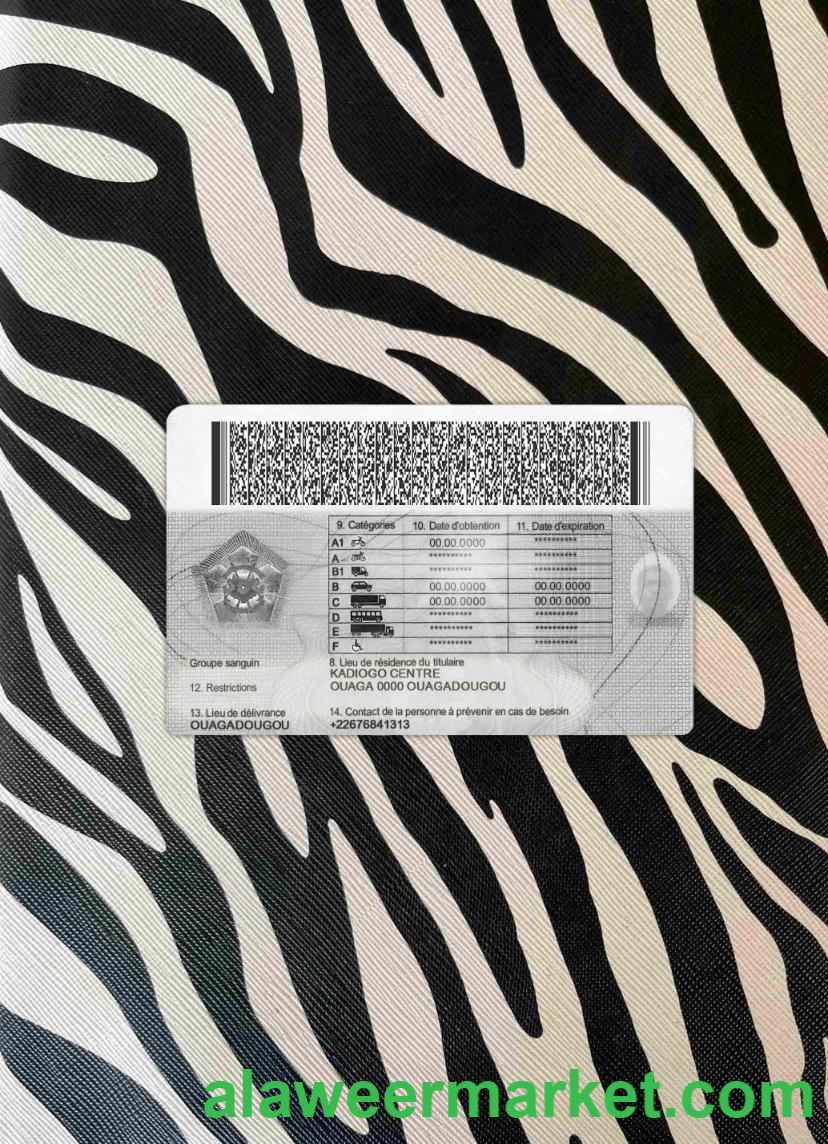 9. Catégories 10. Date d'obtention 11. Date d'expiration
A1 00.00.0000 **********
A ********** **********
B1 ********** **********
B 00.00.0000 00.00.0000
C 00.00.0000 00.00.0000
D ********** **********
E ********** **********
F ********** **********
Groupe sanguin
8. Lieu de résidence du titulaire
KADIOGO CENTRE
OUAGA 0000 OUAGADOUGOU
12. Restrictions
13. Lieu de délivrance
OUAGADOUGOU
14. Contact de la personne à prévenir en cas de besoin
+22676841313
alaweermarket.com